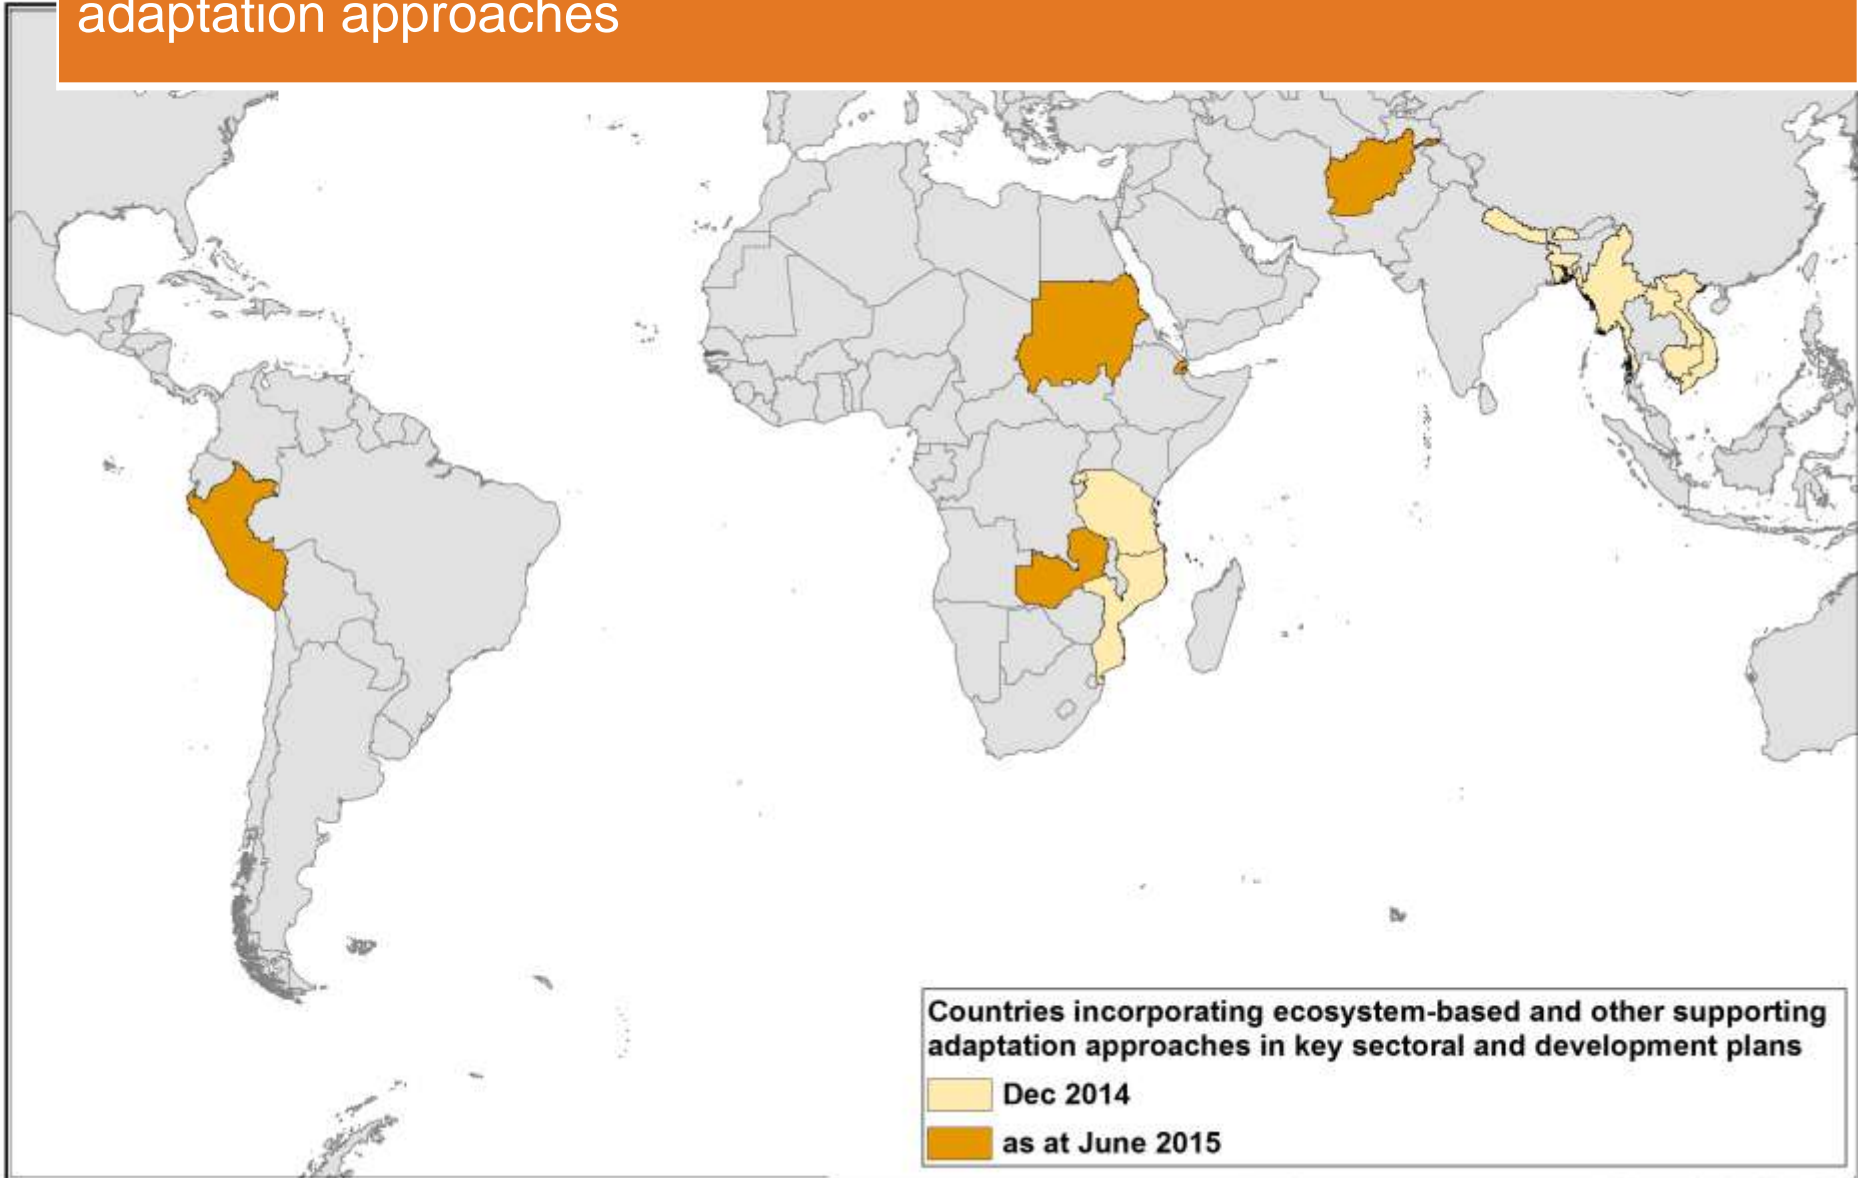 adaptation approaches
Countries incorporating ecosystem-based and other supporting
adaptation approaches in key sectoral and development plans
Dec 2014
as at June 2015